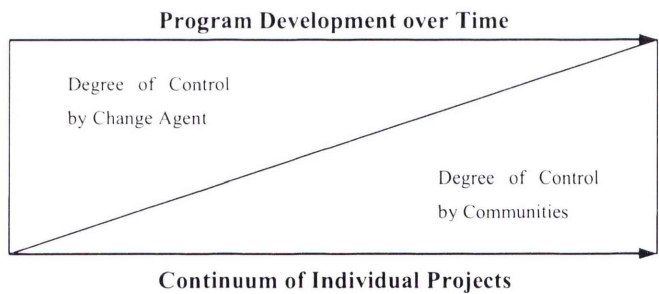 Program Development over Time
Degree of Control
by Change Agent
Degree of Control
by Communities
Continuum of Individual Projects